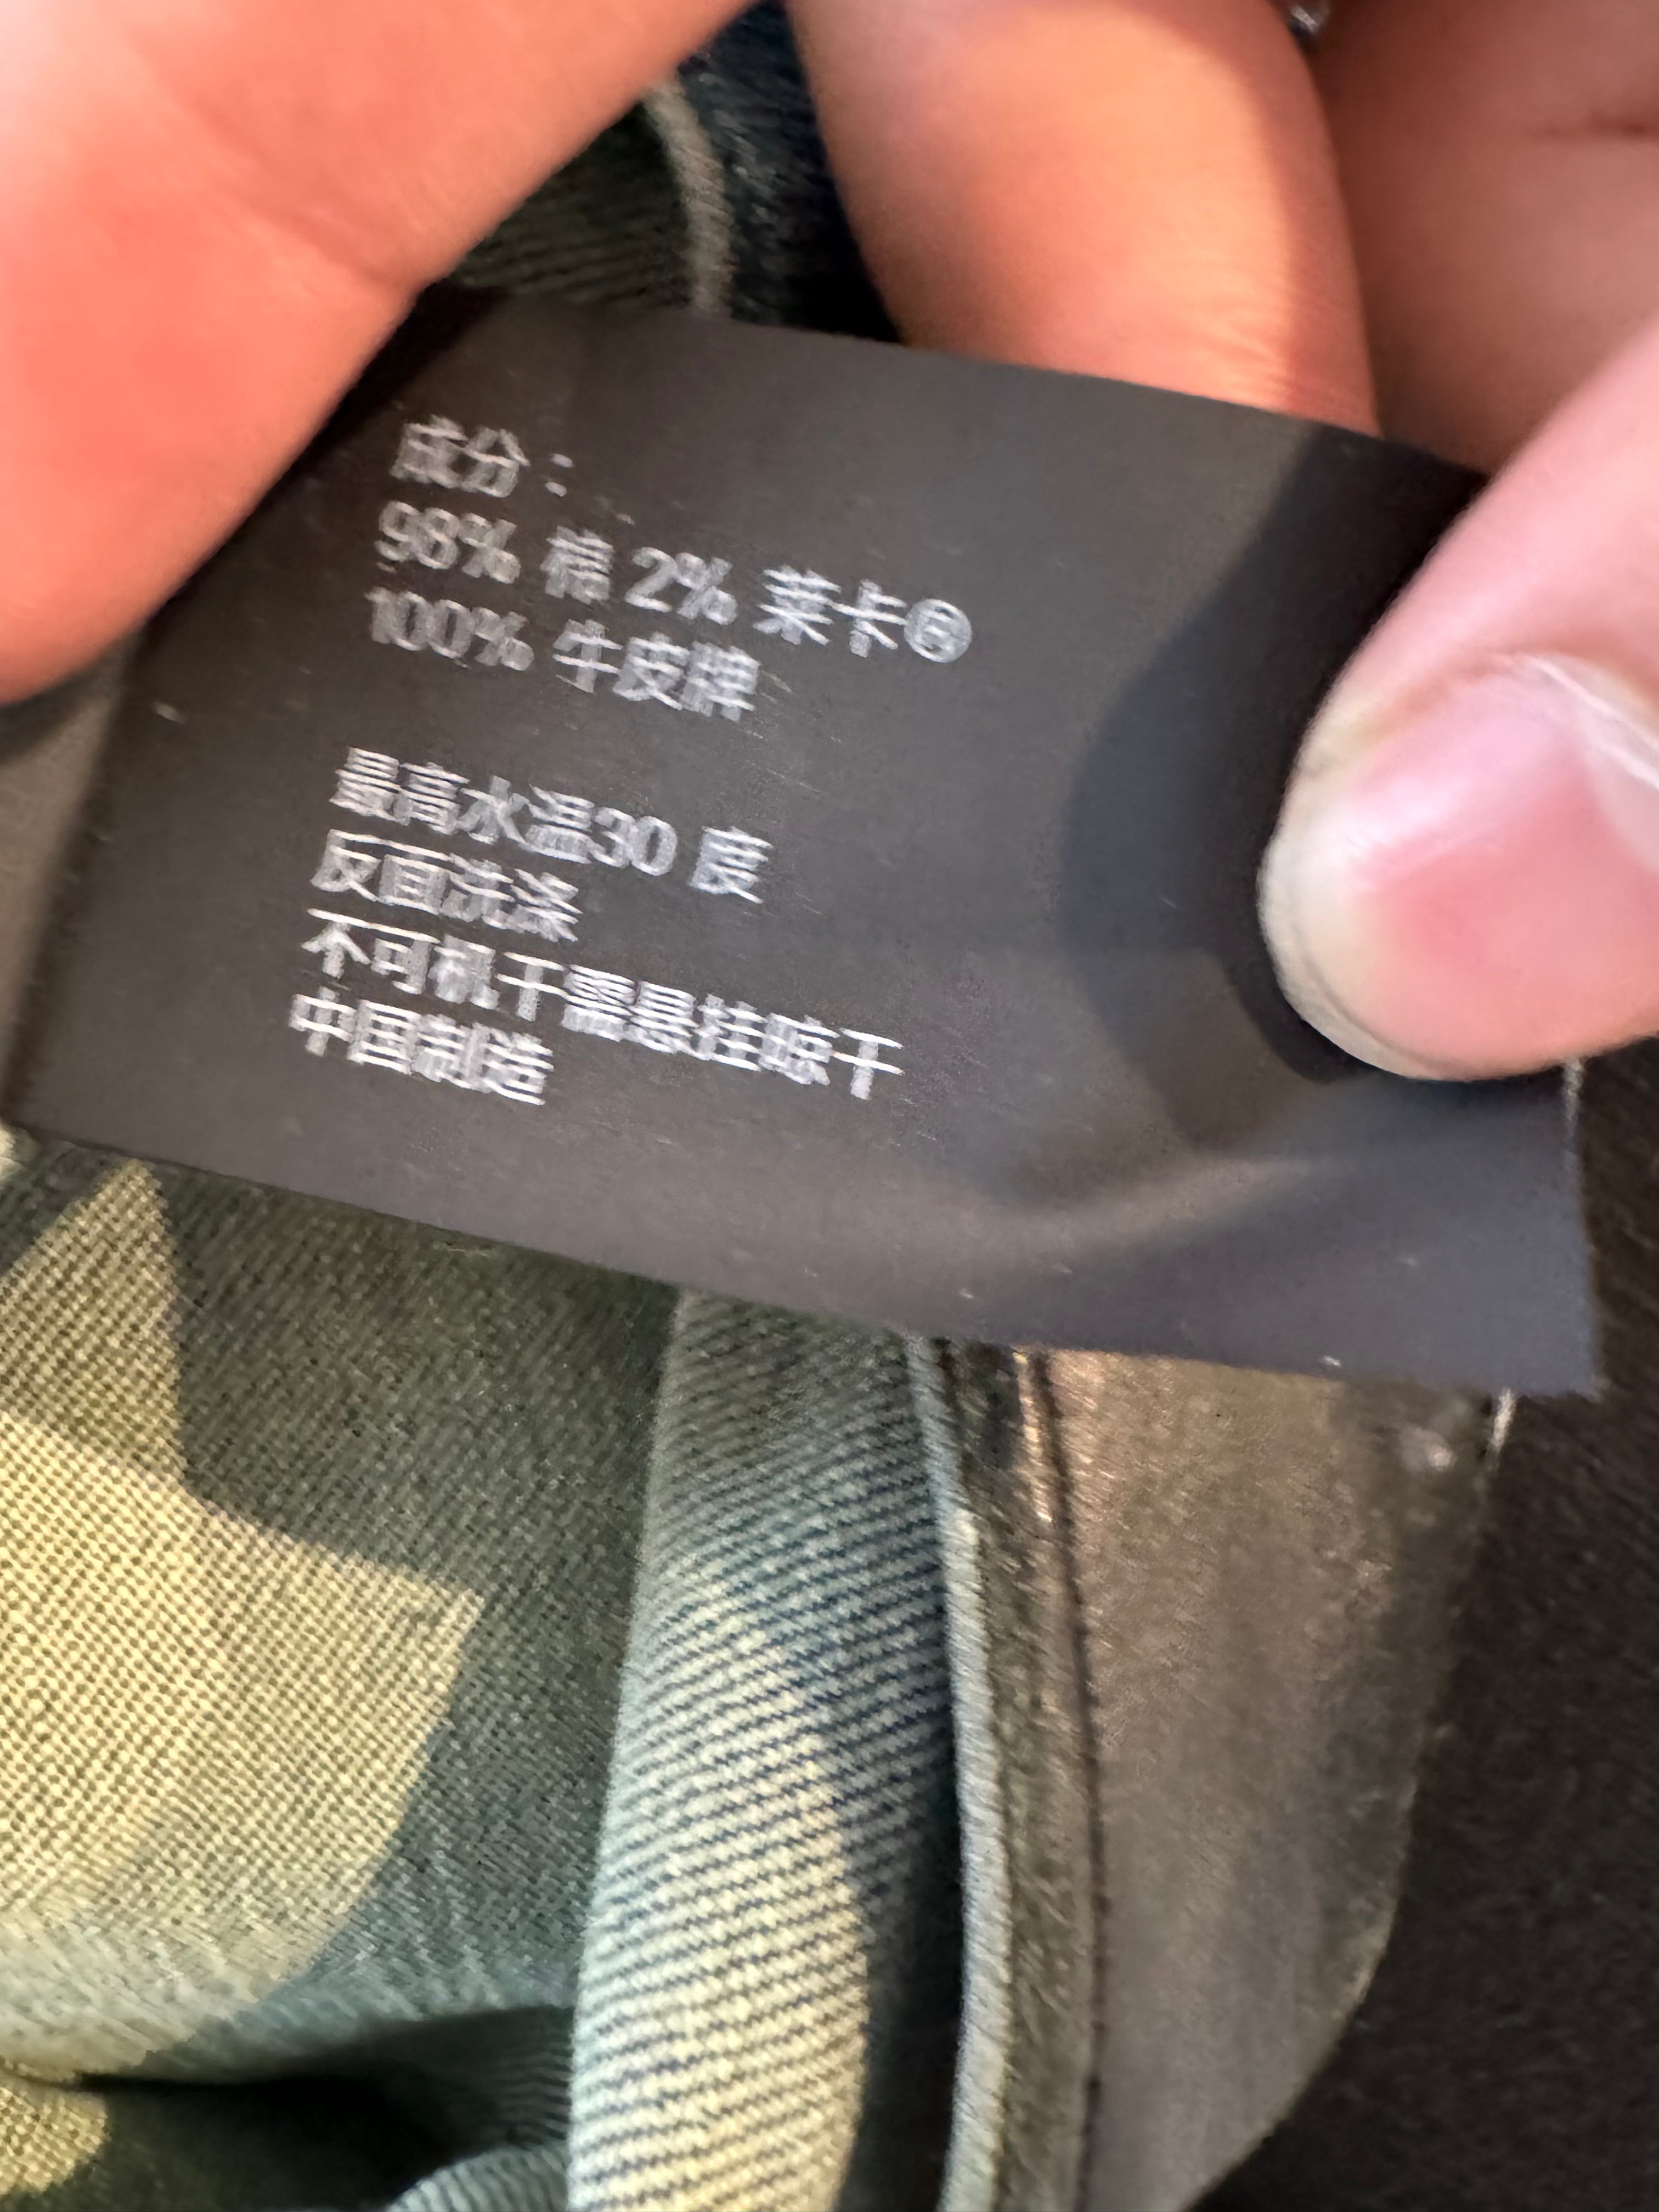 成分：
98% 棉 2% 莱卡®
100% 牛皮牌
最高水温30 度
反面洗涤
不可机干需悬挂晾干
中国制造